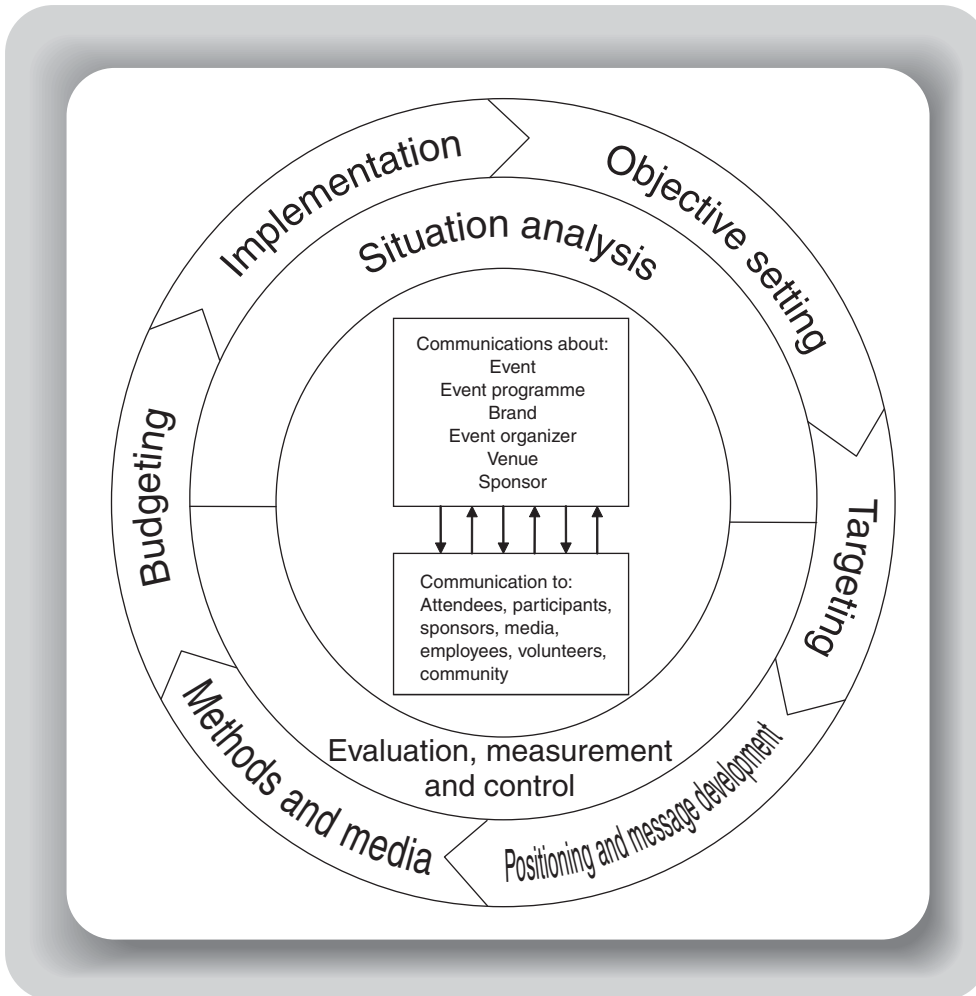 Implementation
Objective setting
Situation analysis
Communications about:
Event
Event programme
Brand
Event organizer
Venue
Sponsor
Budgeting
Targeting
Communication to:
Attendees, participants,
sponsors, media,
employees, volunteers,
community
Evaluation, measurement
and control
Methods and media
Positioning and message development